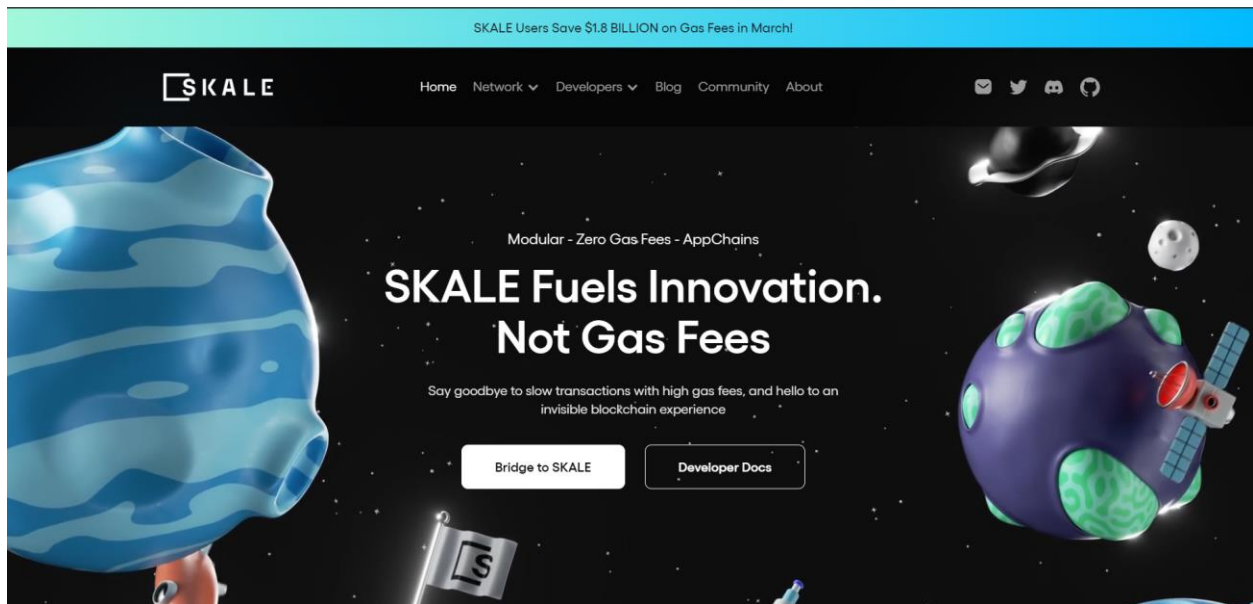 SKALE Users Save $1.8 BILLION on Gas Fees in March!
SKALE
Home Network Developers Blog Community About
Modular - Zero Gas Fees - AppChains
SKALE Fuels Innovation.
Not Gas Fees
Say goodbye to slow transactions with high gas fees, and hello to an
invisible blockchain experience
Bridge to SKALE Developer Docs
S